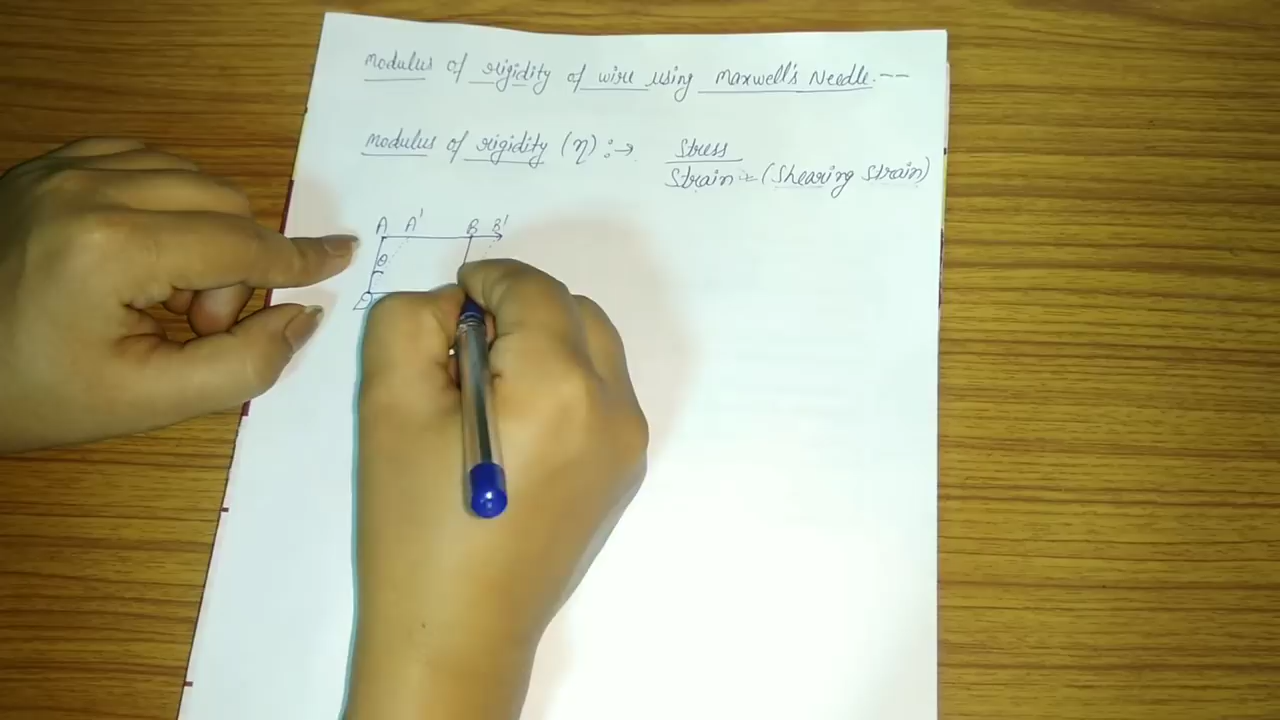 Modulus of rigidity of wire using Maxwell's Needle.--
Modulus of rigidity (η) :→ Stress
Strain = (Shearing Strain)
A A' B B'
θ
D